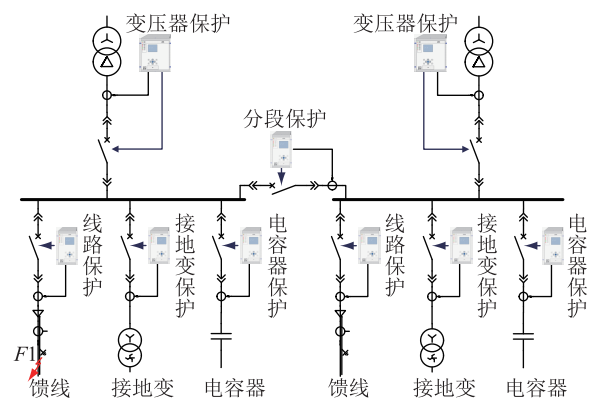 变压器保护
变压器保护
分段保护
线路保护
接地变保护
电容器保护
线路保护
接地变保护
电容器保护
F1
馈线
接地变
电容器
馈线
接地变
电容器